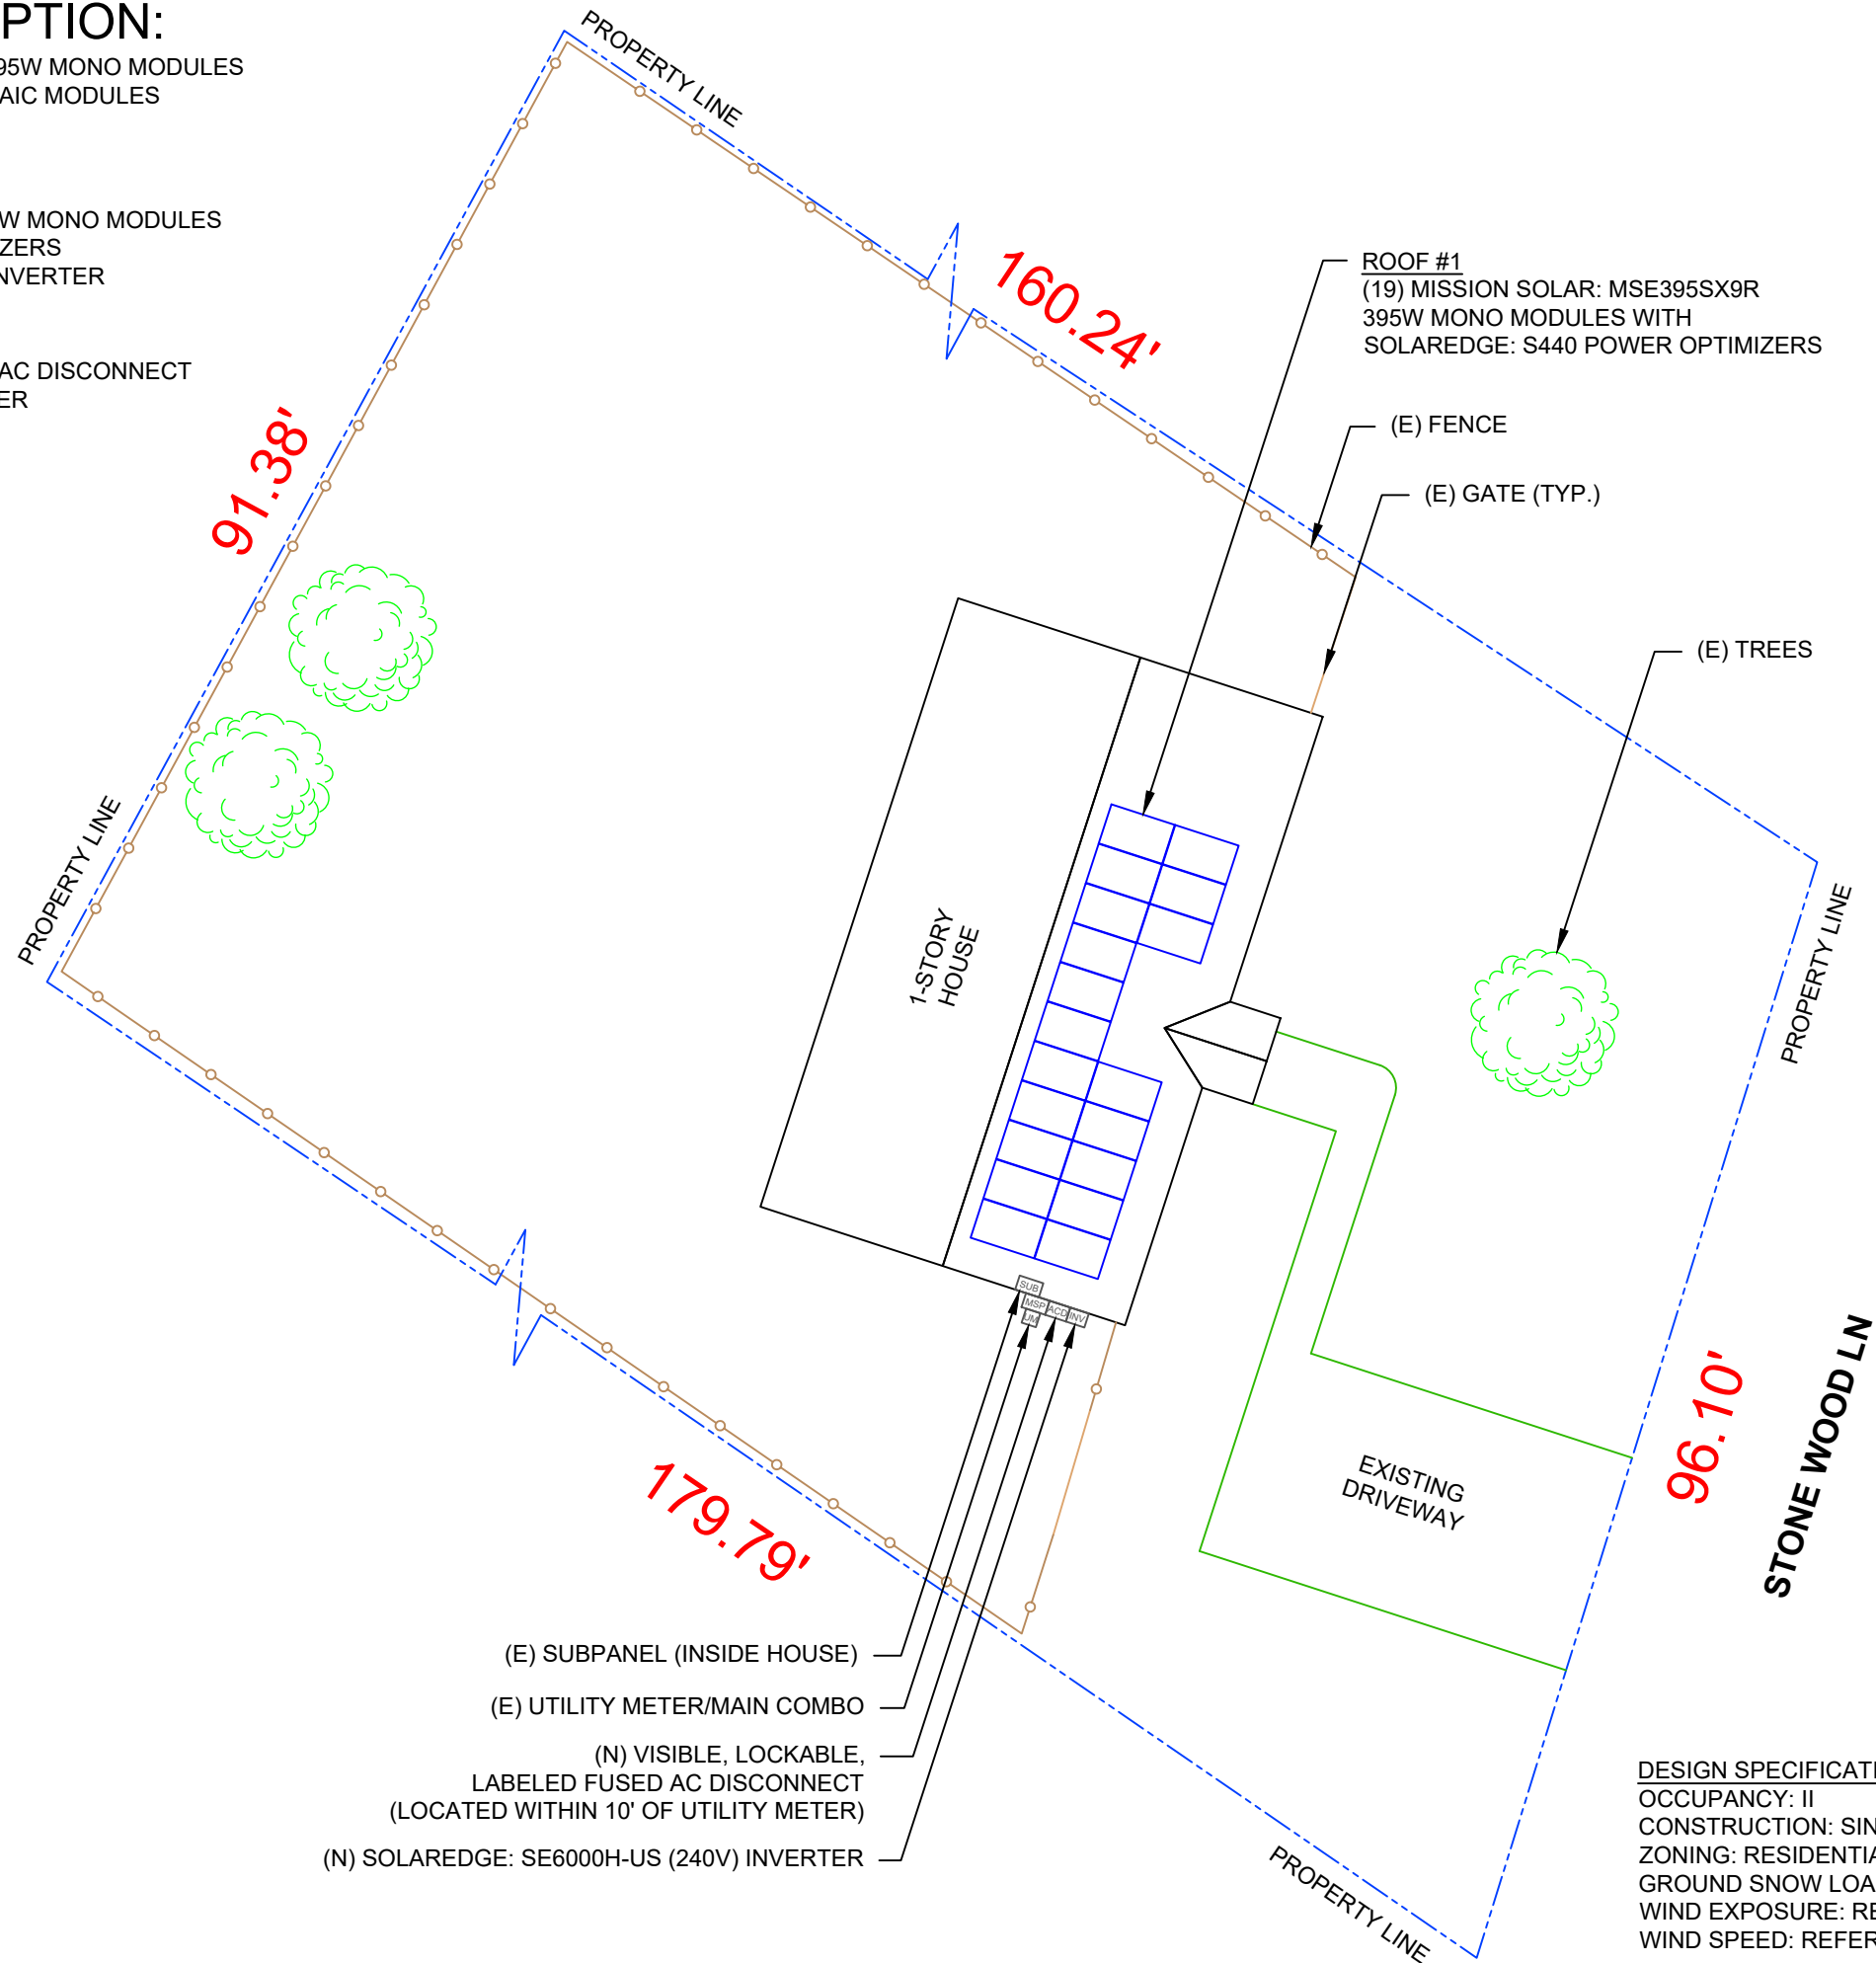 PTION:
95W MONO MODULES
AIC MODULES
W MONO MODULES
IZERS
NVERTER
AC DISCONNECT
ER
PROPERTY LINE
160.24'
91.38'
ROOF #1
(19) MISSION SOLAR: MSE395SX9R
395W MONO MODULES WITH
SOLAREDGE: S440 POWER OPTIMIZERS
(E) FENCE
(E) GATE (TYP.)
(E) TREES
PROPERTY LINE
PROPERTY LINE
1-STORY
HOUSE
SUB
MSP
ACD
INV
UM
96.10'
STONE WOOD LN
EXISTING
DRIVEWAY
179.79'
(E) SUBPANEL (INSIDE HOUSE)
(E) UTILITY METER/MAIN COMBO
(N) VISIBLE, LOCKABLE,
LABELED FUSED AC DISCONNECT
(LOCATED WITHIN 10' OF UTILITY METER)
(N) SOLAREDGE: SE6000H-US (240V) INVERTER
PROPERTY LINE
DESIGN SPECIFICATI
OCCUPANCY: II
CONSTRUCTION: SIN
ZONING: RESIDENTIA
GROUND SNOW LOA
WIND EXPOSURE: RE
WIND SPEED: REFER